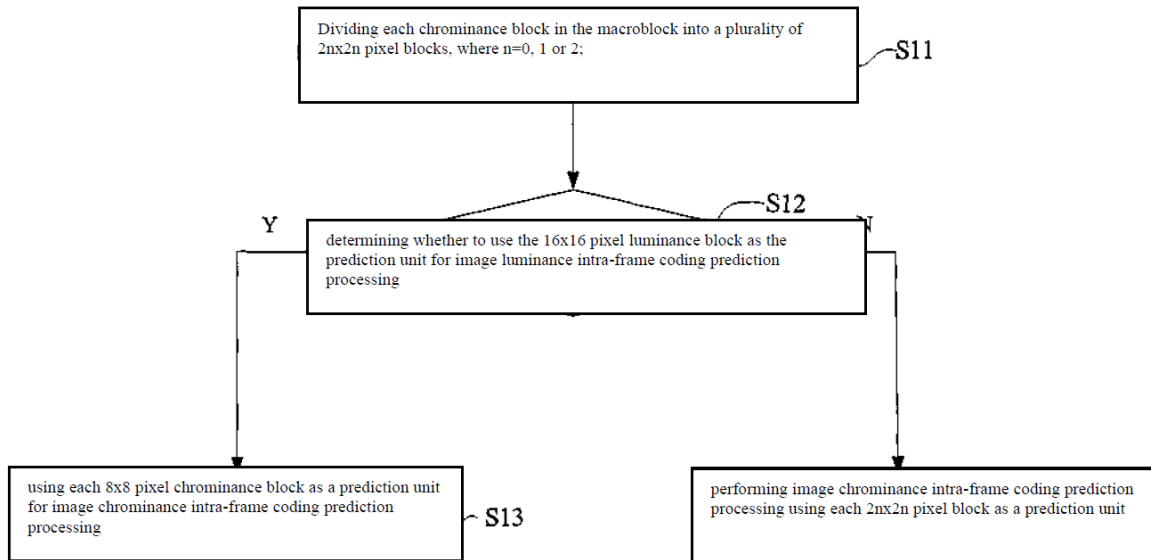 Dividing each chrominance block in the macroblock into a plurality of
2nx2n pixel blocks, where n=0, 1 or 2;
S11
S12
Y
determining whether to use the 16x16 pixel luminance block as the
prediction unit for image luminance intra-frame coding prediction
processing
using each 8x8 pixel chrominance block as a prediction unit
for image chrominance intra-frame coding prediction
processing
S13
performing image chrominance intra-frame coding prediction
processing using each 2nx2n pixel block as a prediction unit